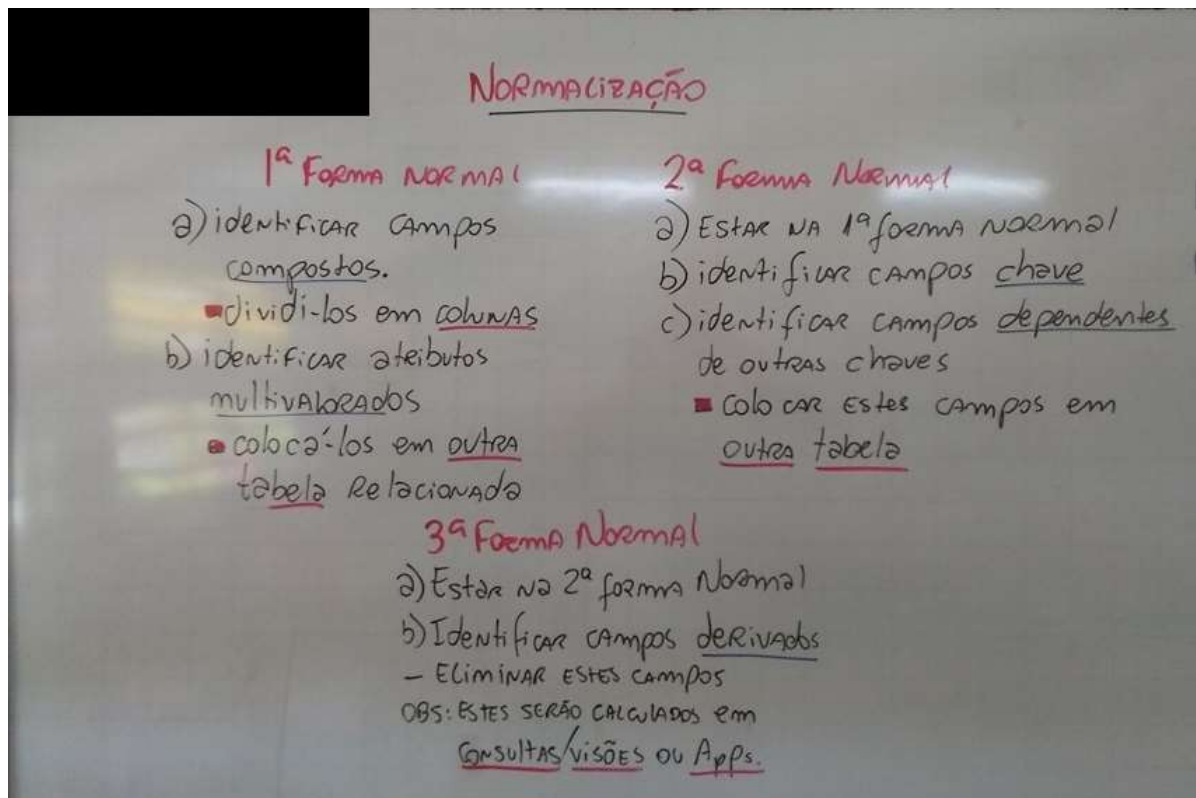 NORMALIZAÇÃO
1ª FORMA NORMAL
a) identificar campos
compostos.
dividi-los em colunas
b) identificar atributos
multivalorados
colocá-los em outra
tabela relacionada
2ª Forma Normal
a) Estar na 1ª forma normal
b) identificar campos chave
c) identificar campos dependentes
de outras chaves
colocar estes campos em
outra tabela
3ª Forma Normal
a) Estar na 2ª forma Normal
b) Identificar campos derivados
- Eliminar estes campos
OBS: ESTES SERÃO CALCULADOS em
Consultas/visões ou Apps.